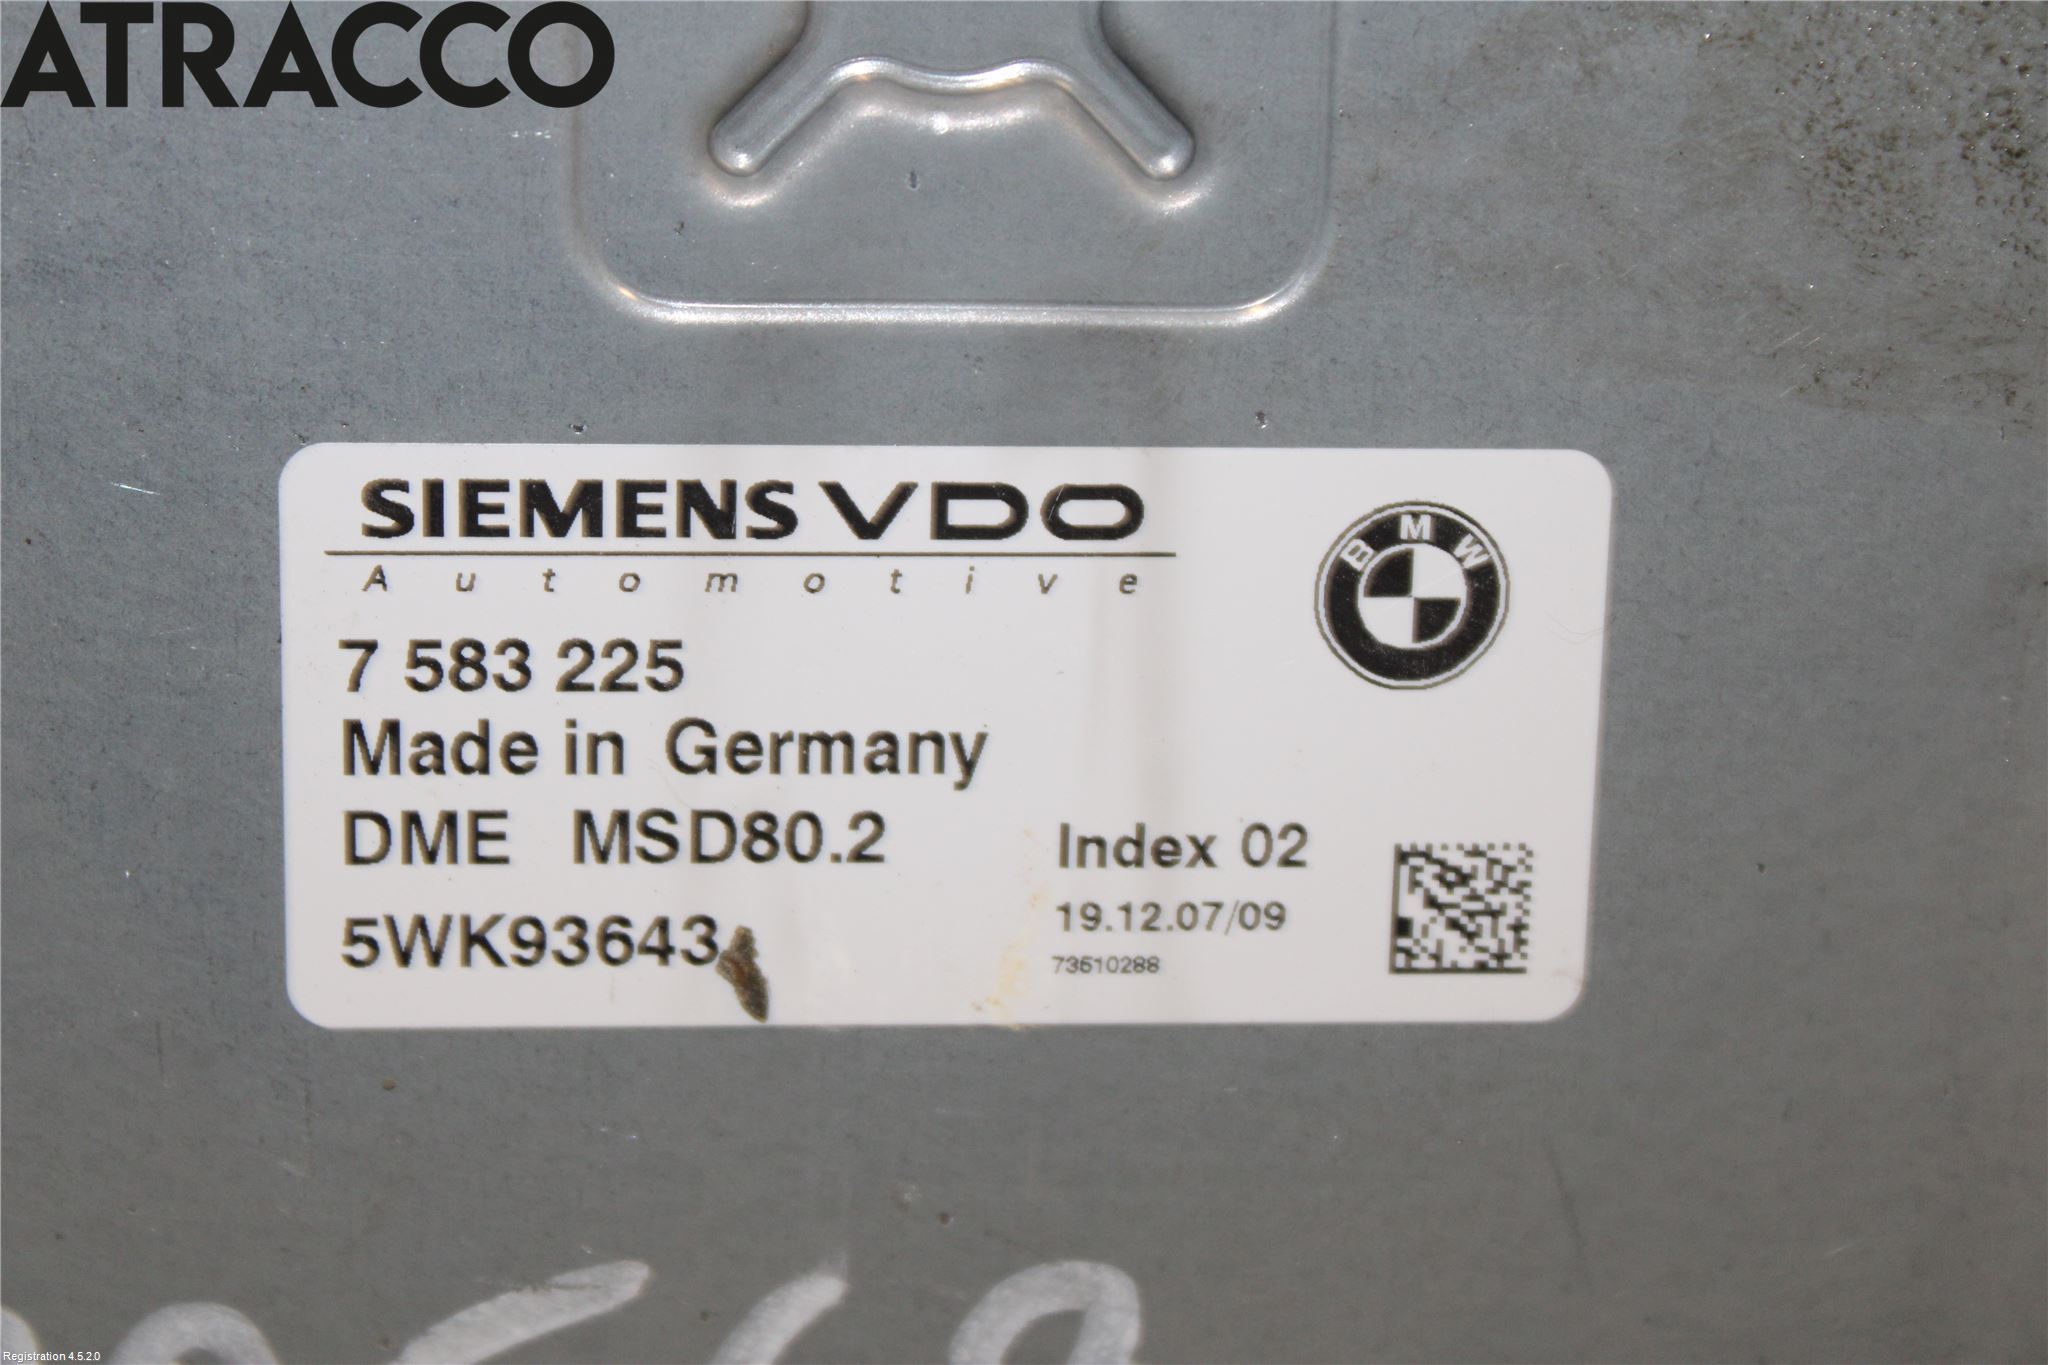 ATRACCO
SIEMENS VDO
Automotive
BMW
7 583 225
Made in Germany
DME MSD80.2
Index 02
5WK93643
19.12.07/09
73510288
Registration 4.5.2.0